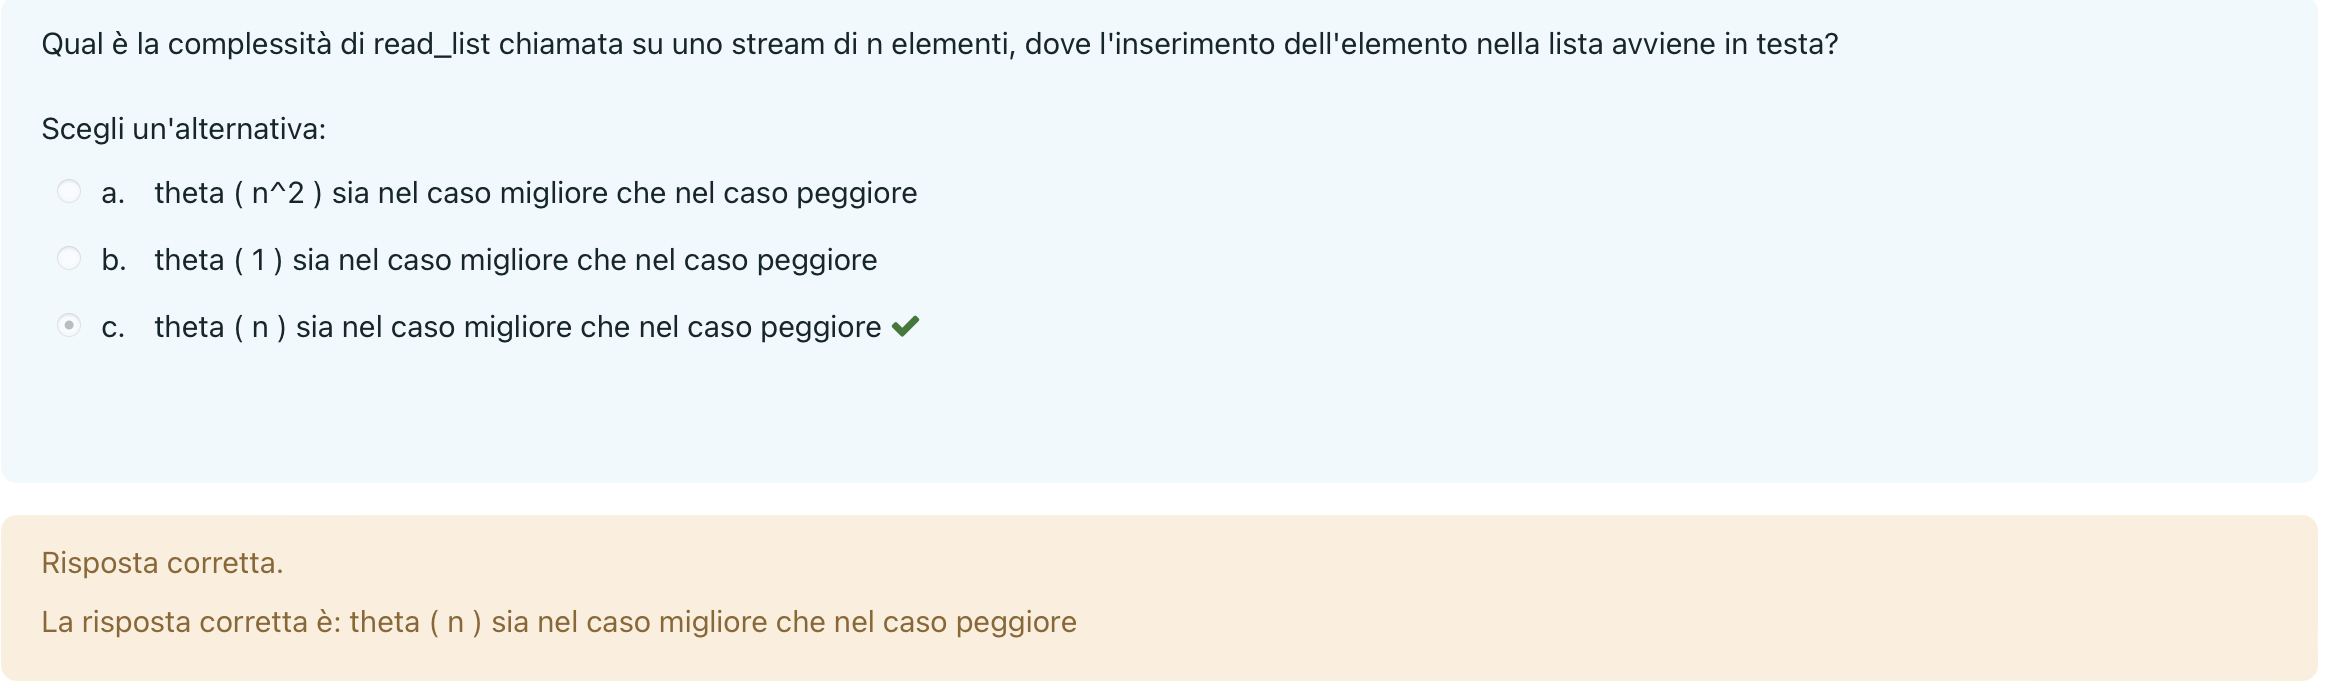 Qual è la complessità di read_list chiamata su uno stream di n elementi, dove l'inserimento dell'elemento nella lista avviene in testa?
Scegli un'alternativa:
a. theta ( n^2 ) sia nel caso migliore che nel caso peggiore
b. theta ( 1 ) sia nel caso migliore che nel caso peggiore
c. theta ( n ) sia nel caso migliore che nel caso peggiore
Risposta corretta.
La risposta corretta è: theta ( n ) sia nel caso migliore che nel caso peggiore